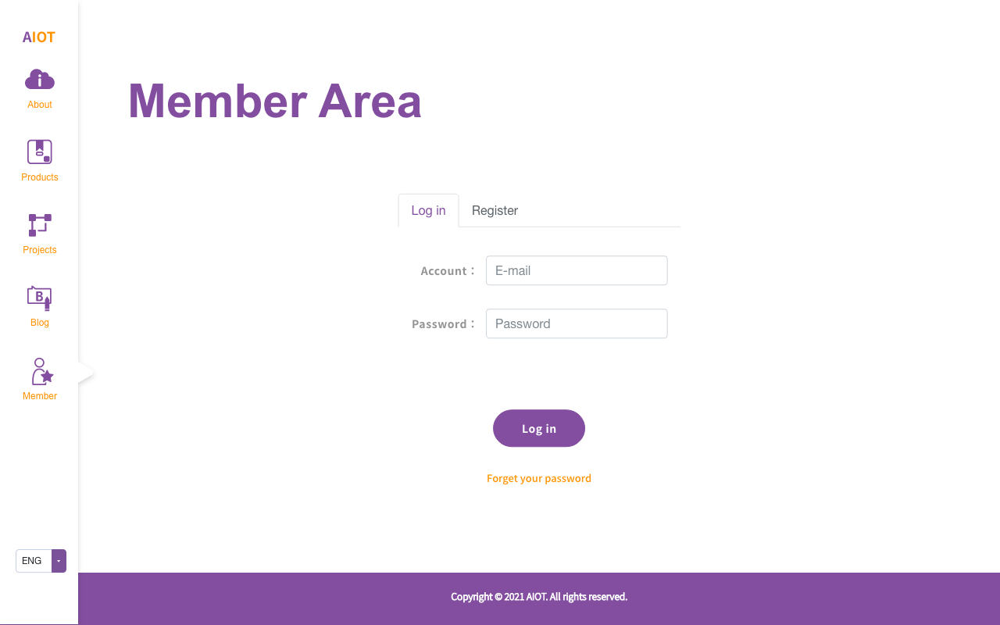 AIOT
About
Products
Projects
B
Blog
Member
ENG
Member Area
Log in
Register
Account：
E-mail
Password：
Password
Log in
Forget your password
Copyright © 2021 AIOT. All rights reserved.